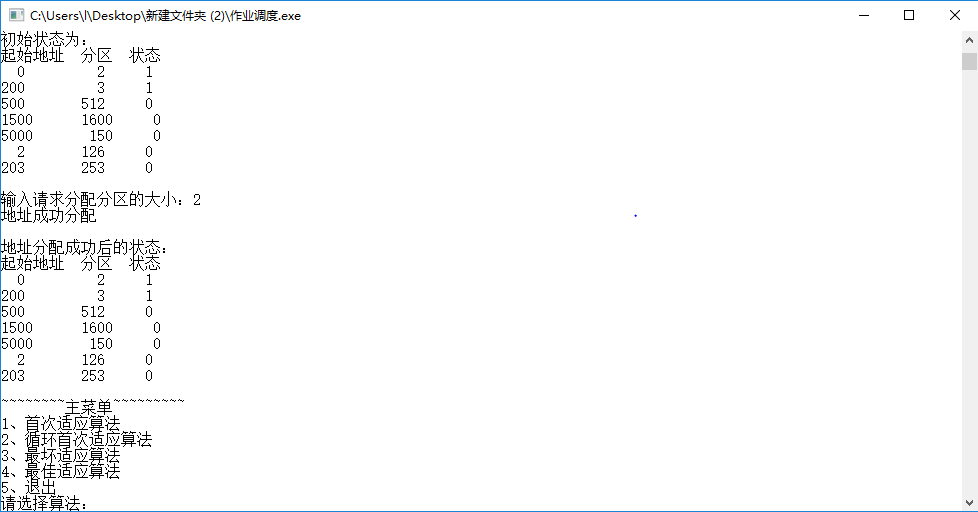 C:\Users\l\Desktop\新建文件夹 (2)\作业调度.exe
初始状态为:
起始地址 分区 状态
0 2 1
200 3 1
500 512 0
1500 1600 0
5000 150 0
2 126 0
203 253 0
输入请求分配分区的大小: 2
地址成功分配
地址分配成功后的状态:
起始地址 分区 状态
0 2 1
200 3 1
500 512 0
1500 1600 0
5000 150 0
2 126 0
203 253 0
~~~~~~~~主菜单~~~~~~~~~
1、首次适应算法
2、循环首次适应算法
3、最坏适应算法
4、最佳适应算法
5、退出
请选择算法: